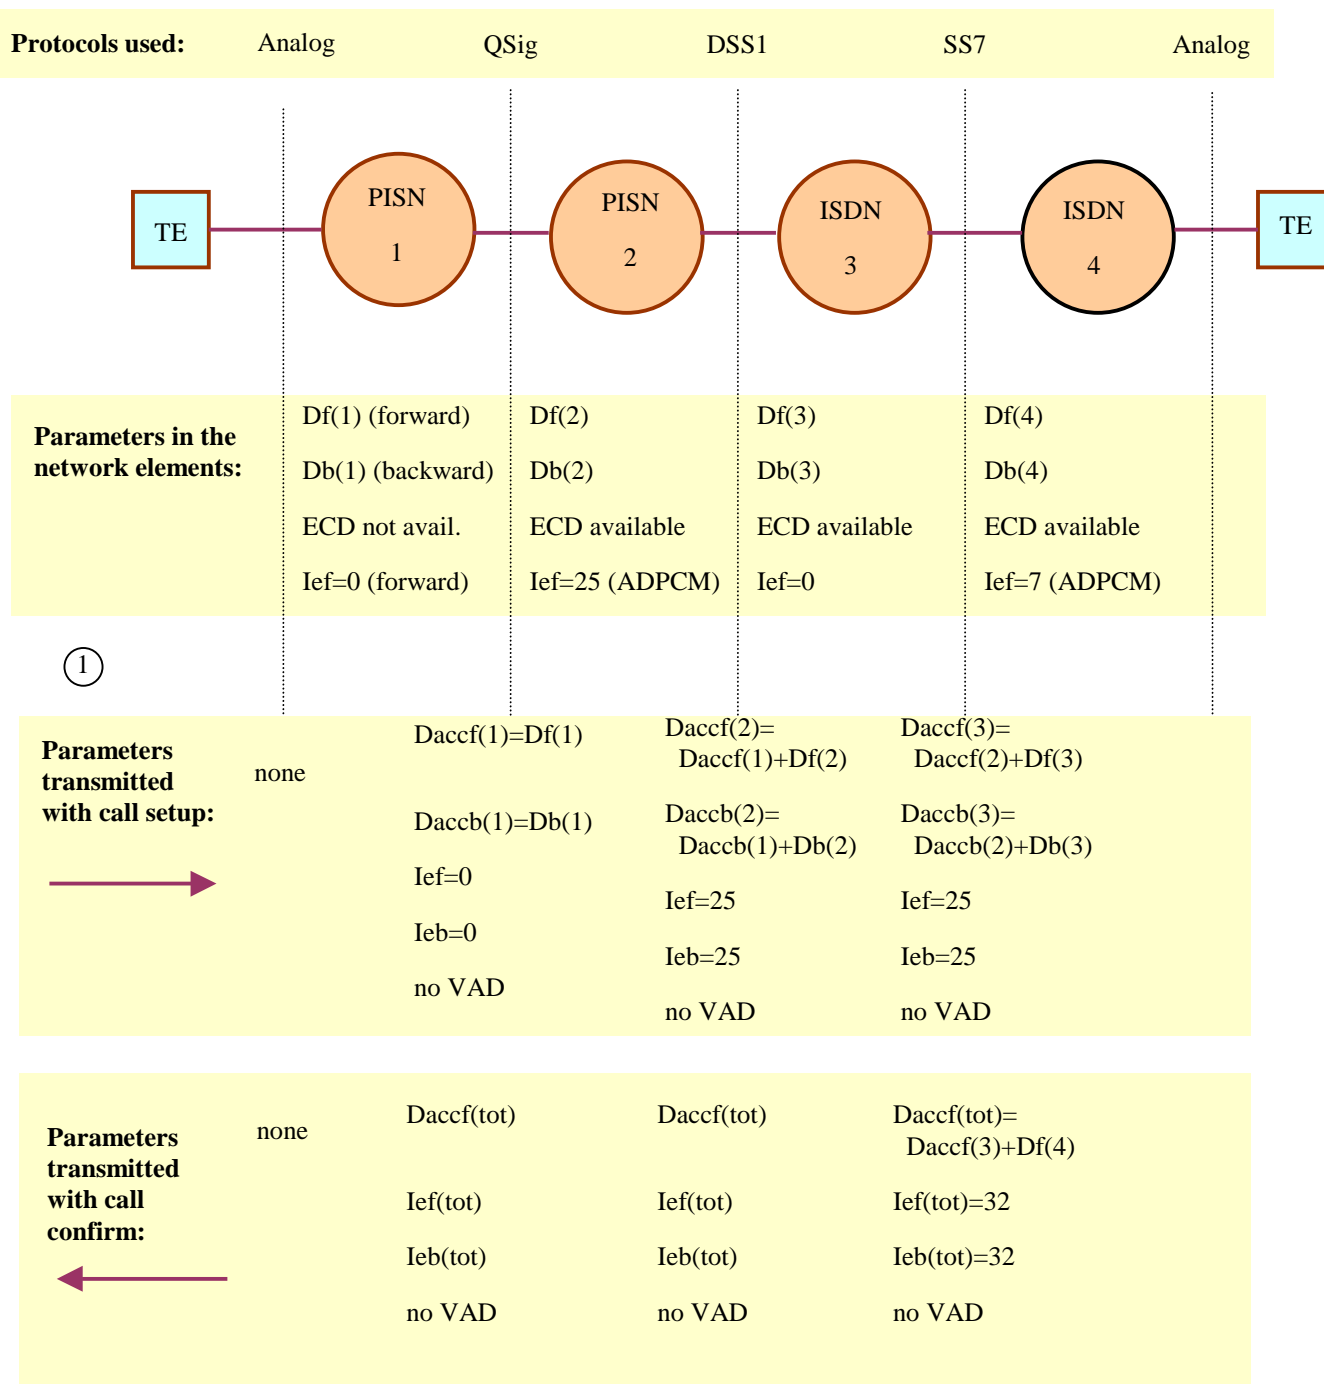 Protocols used: Analog QSig DSS1 SS7 Analog
TE
PISN
1
PISN
2
ISDN
3
ISDN
4
TE
Parameters in the
network elements:
Df(1) (forward) Df(2) Df(3) Df(4)
Db(1) (backward) Db(2) Db(3) Db(4)
ECD not avail. ECD available ECD available ECD available
Ief=0 (forward) Ief=25 (ADPCM) Ief=0 Ief=7 (ADPCM)
1
Parameters
transmitted
with call setup:
none
Daccf(1)=Df(1)
Daccb(1)=Db(1)
Ief=0
Ieb=0
no VAD
Daccf(2)=
Daccf(1)+Df(2)
Daccb(2)=
Daccb(1)+Db(2)
Ief=25
Ieb=25
no VAD
Daccf(3)=
Daccf(2)+Df(3)
Daccb(3)=
Daccb(2)+Db(3)
Ief=25
Ieb=25
no VAD
Parameters
transmitted
with call
confirm:
none
Daccf(tot)
Ief(tot)
Ieb(tot)
no VAD
Daccf(tot)
Ief(tot)
Ieb(tot)
no VAD
Daccf(tot)=
Daccf(3)+Df(4)
Ief(tot)=32
Ieb(tot)=32
no VAD